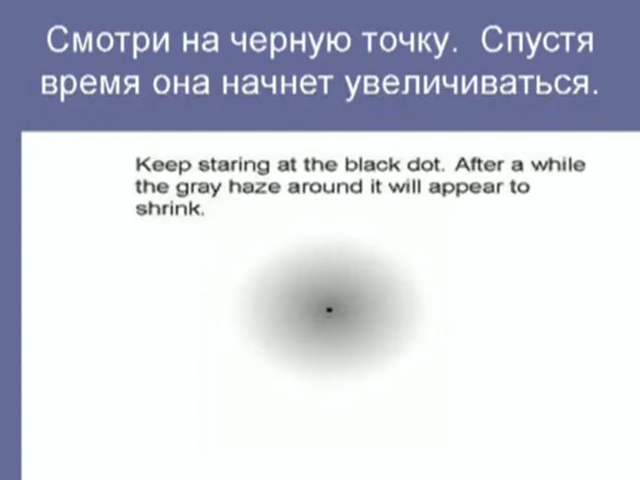 Смотри на черную точку. Спустя
время она начнет увеличиваться.
Keep staring at the black dot. After a while
the gray haze around it will appear to
shrink.